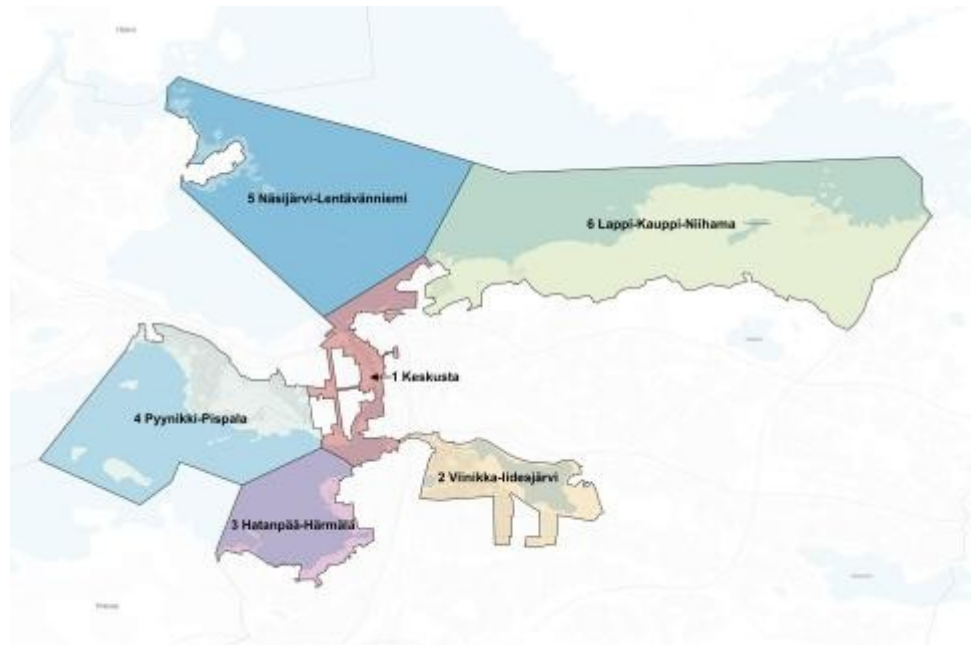 5 Näsijärvi-Lentävänniemi
6 Lappi-Kauppi-Niihama
1 Keskusta
4 Pyynikki-Pispala
2 Viinikka-Iidesjärvi
3 Hatanpää-Härmälä